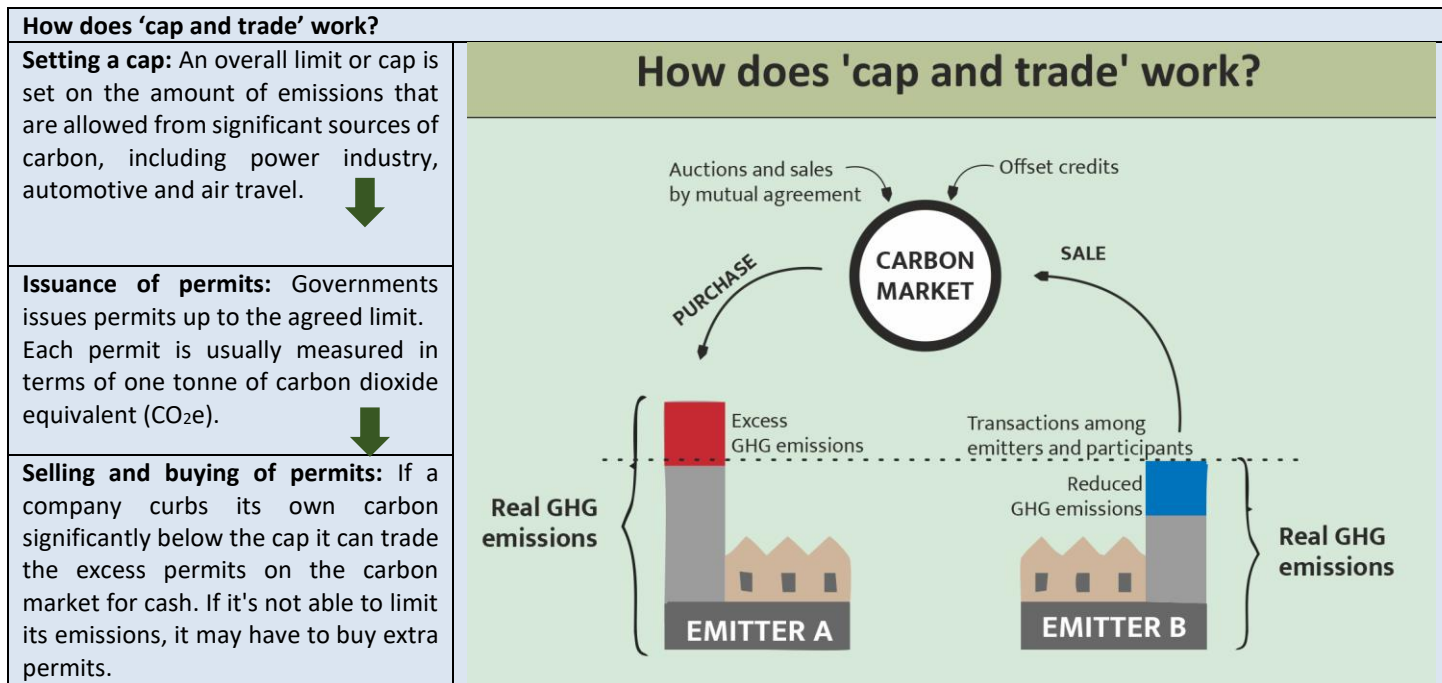 How does ‘cap and trade’ work?
Setting a cap: An overall limit or cap is
set on the amount of emissions that
are allowed from significant sources of
carbon, including power industry,
automotive and air travel.
Issuance of permits: Governments
issues permits up to the agreed limit.
Each permit is usually measured in
terms of one tonne of carbon dioxide
equivalent (CO₂e).
Selling and buying of permits: If a
company curbs its own carbon
significantly below the cap it can trade
the excess permits on the carbon
market for cash. If it's not able to limit
its emissions, it may have to buy extra
permits.
How does 'cap and trade' work?
Auctions and sales
by mutual agreement
Offset credits
CARBON
MARKET
PURCHASE
SALE
Excess
GHG emissions
Transactions among
emitters and participants
Reduced
GHG emissions
Real GHG
emissions
Real GHG
emissions
EMITTER A
EMITTER B